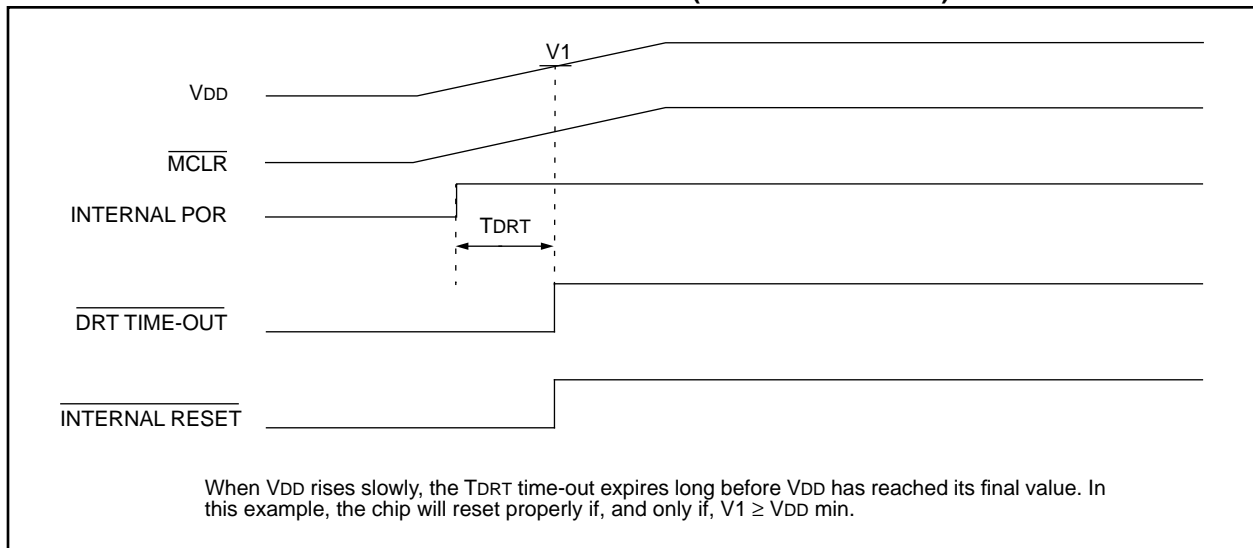 V1
VDD
MCLR
INTERNAL POR
TDRT
DRT TIME-OUT
INTERNAL RESET
When VDD rises slowly, the TDRT time-out expires long before VDD has reached its final value. In
this example, the chip will reset properly if, and only if, V1 ≥ VDD min.